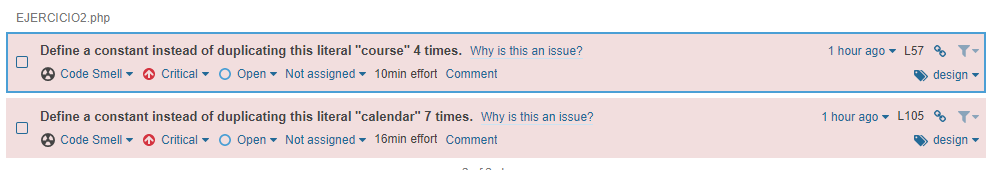 EJERCICIO2.php
Define a constant instead of duplicating this literal "course" 4 times. Why is this an issue? 1 hour ago L57
Code Smell Critical Open Not assigned 10min effort Comment design
Define a constant instead of duplicating this literal "calendar" 7 times. Why is this an issue? 1 hour ago L105
Code Smell Critical Open Not assigned 16min effort Comment design